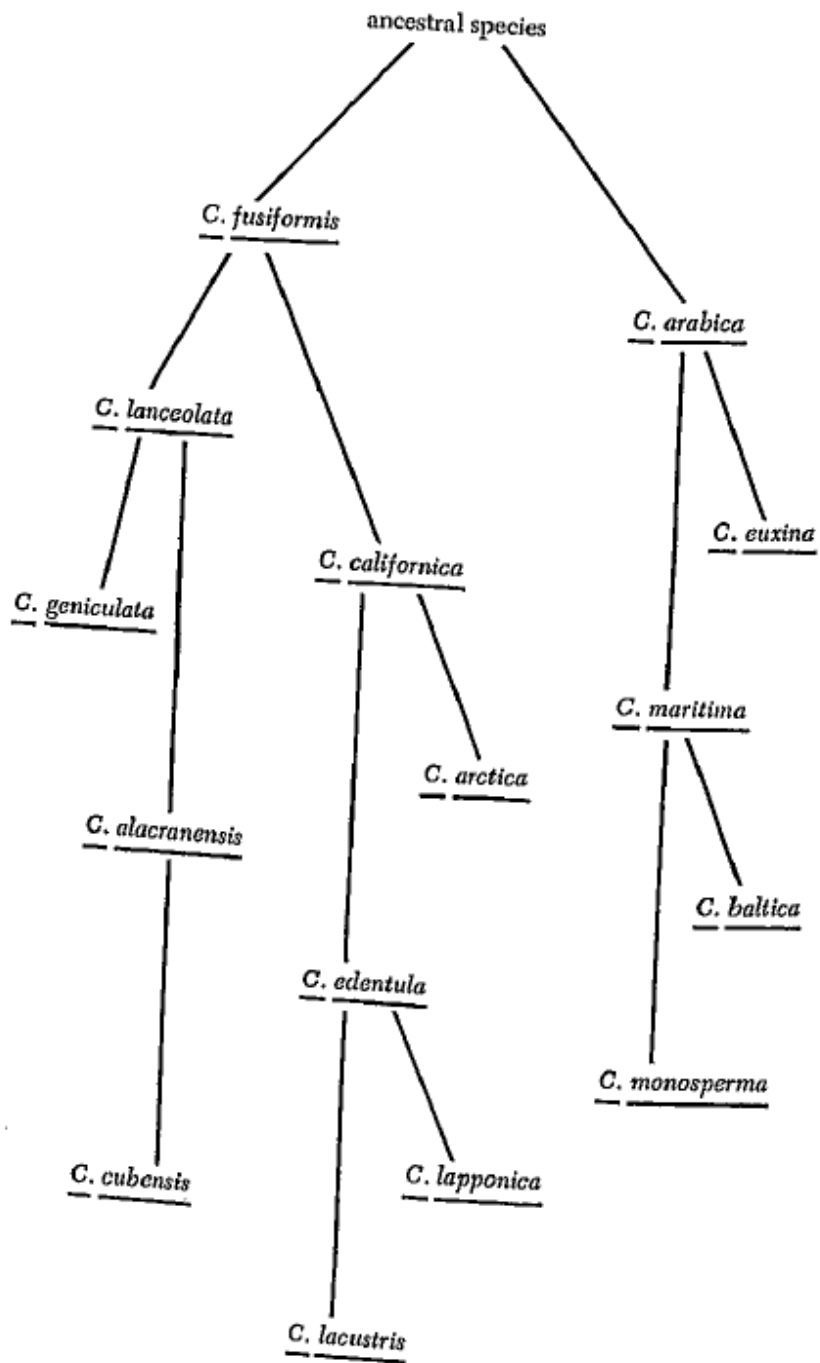 ancestral species
C. fusiformis
C. arabica
C. lanceolata
C. euxina
C. californica
C. geniculata
C. maritima
C. arctica
C. alacranensis
C. baltica
C. edentula
C. monosperma
C. cubensis
C. lapponica
C. lacustris